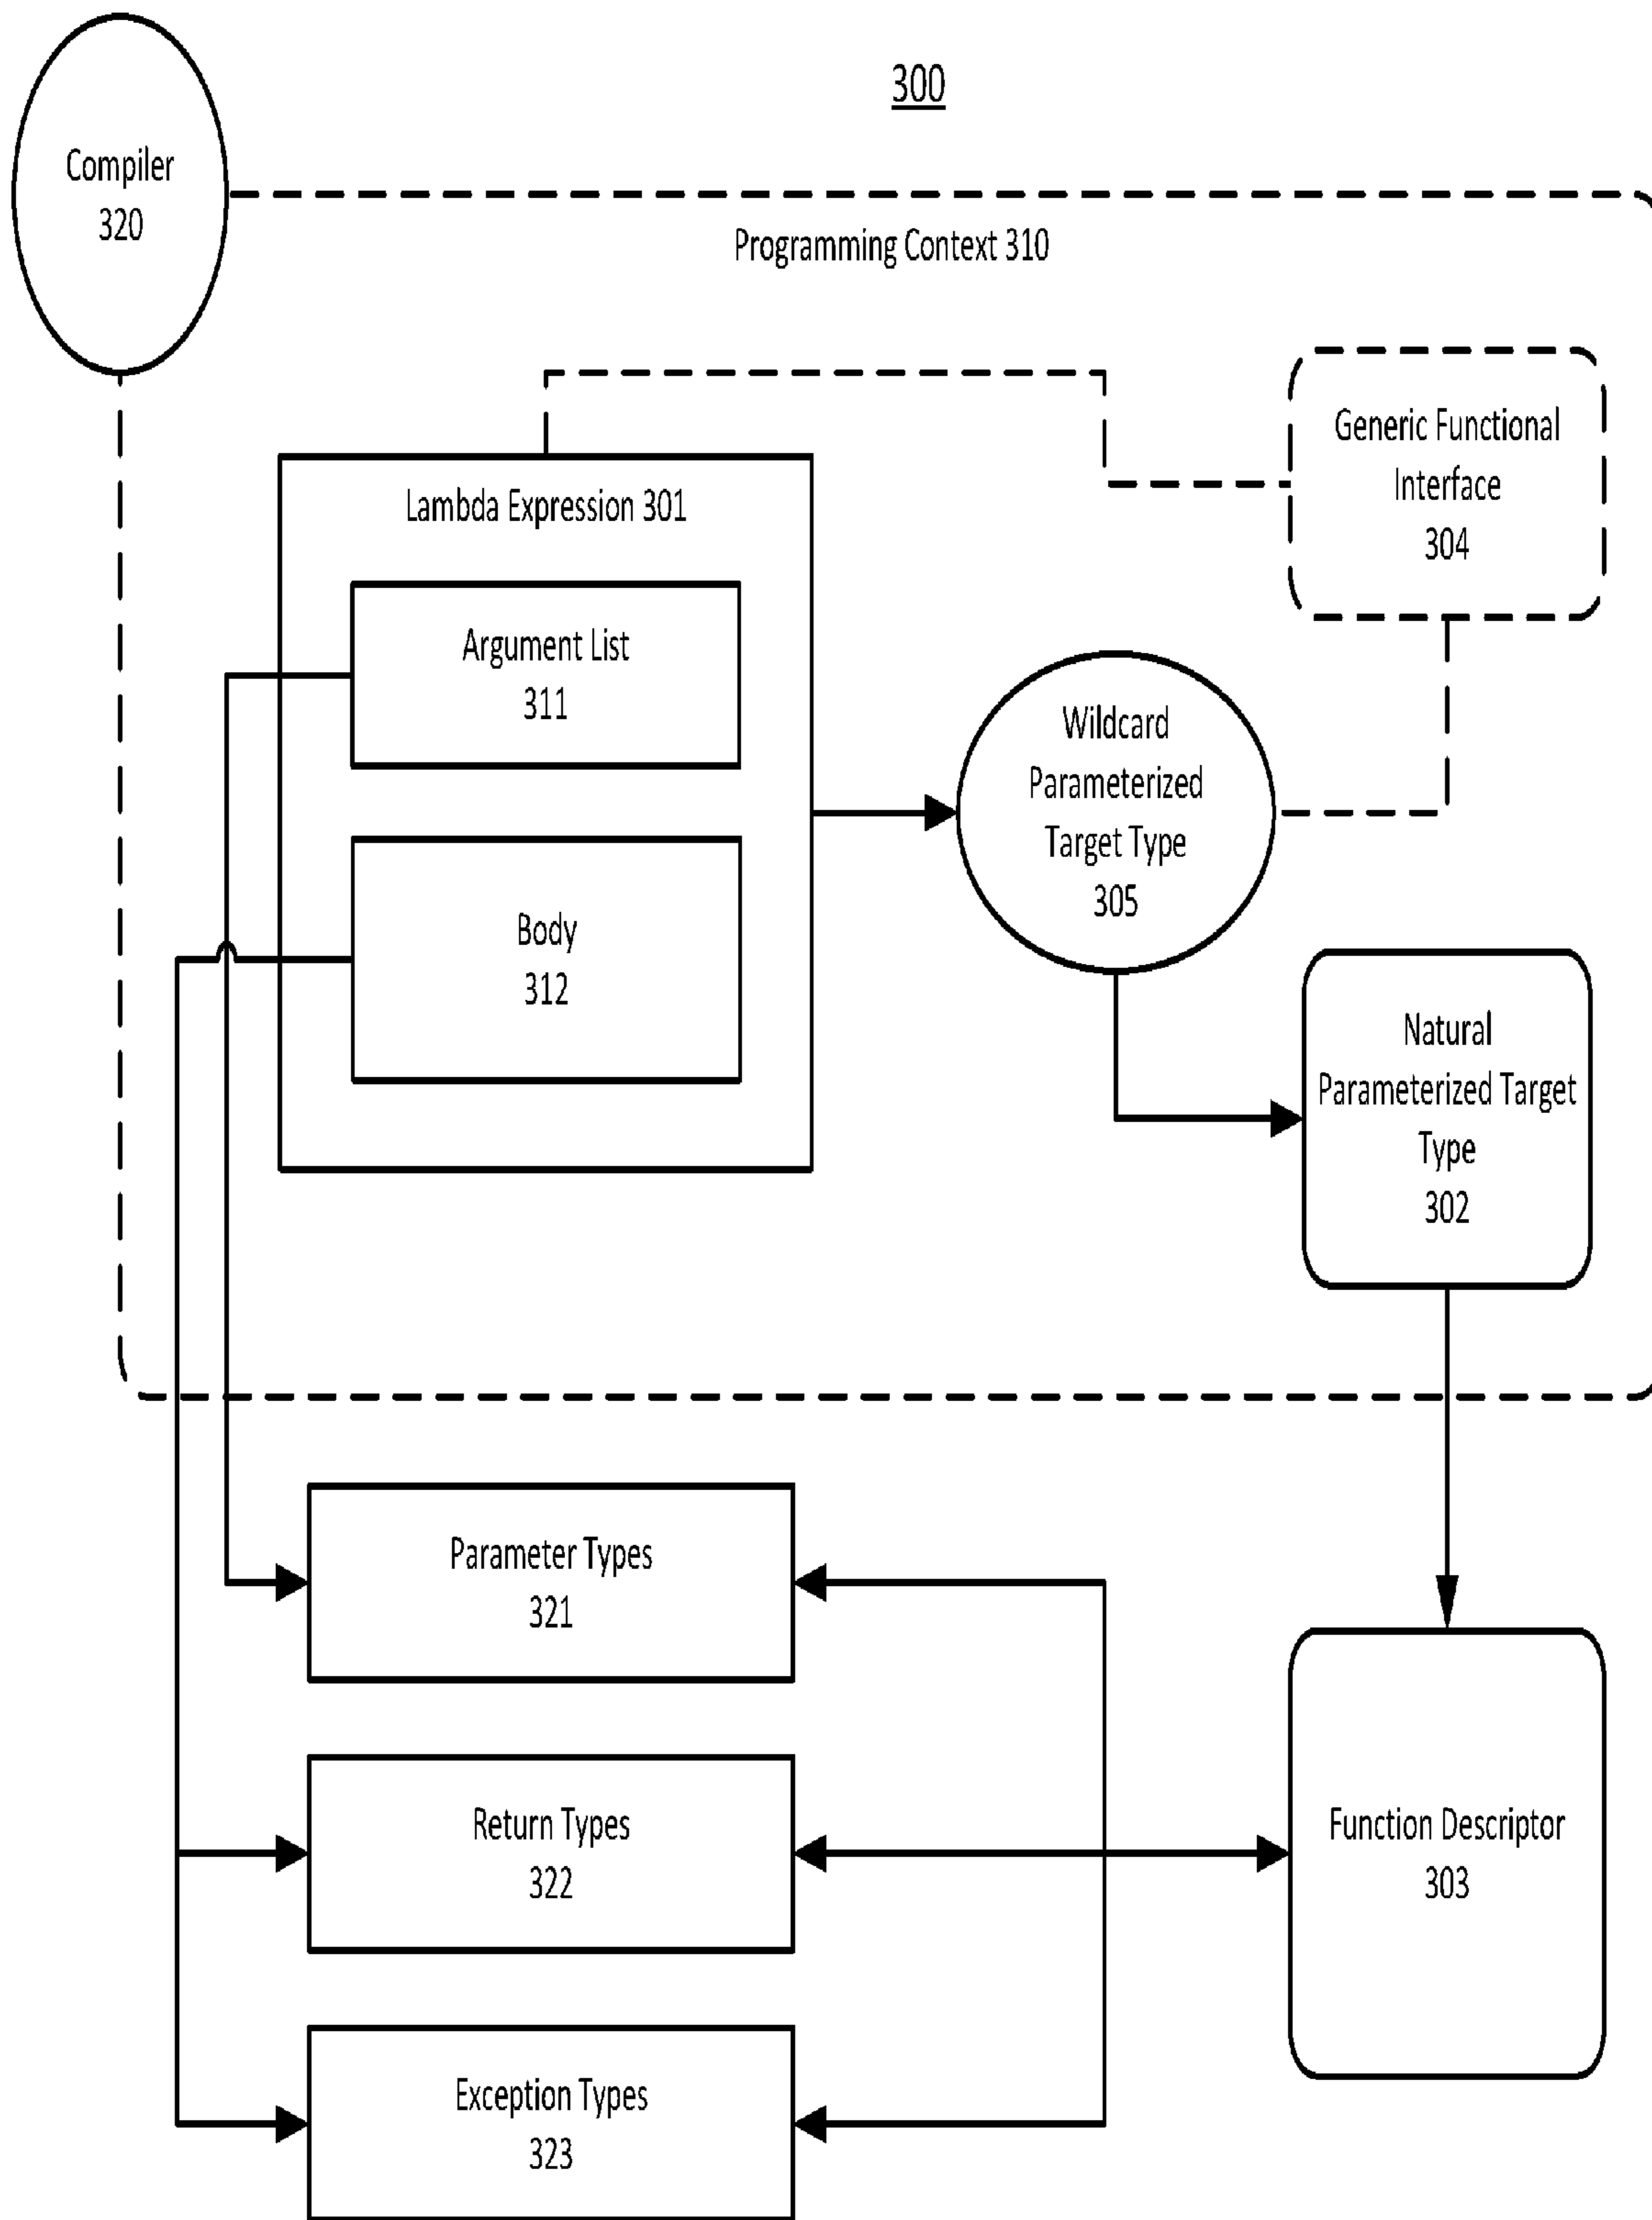 300
Compiler
320
Programming Context 310
Generic Functional
Interface
304
Lambda Expression 301
Argument List
311
Body
312
Wildcard
Parameterized
Target Type
305
Natural
Parameterized Target
Type
302
Parameter Types
321
Return Types
322
Exception Types
323
Function Descriptor
303